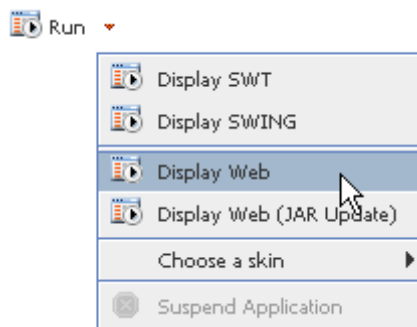 Run
Display SWT
Display SWING
Display Web
Display Web (JAR Update)
Choose a skin
Suspend Application